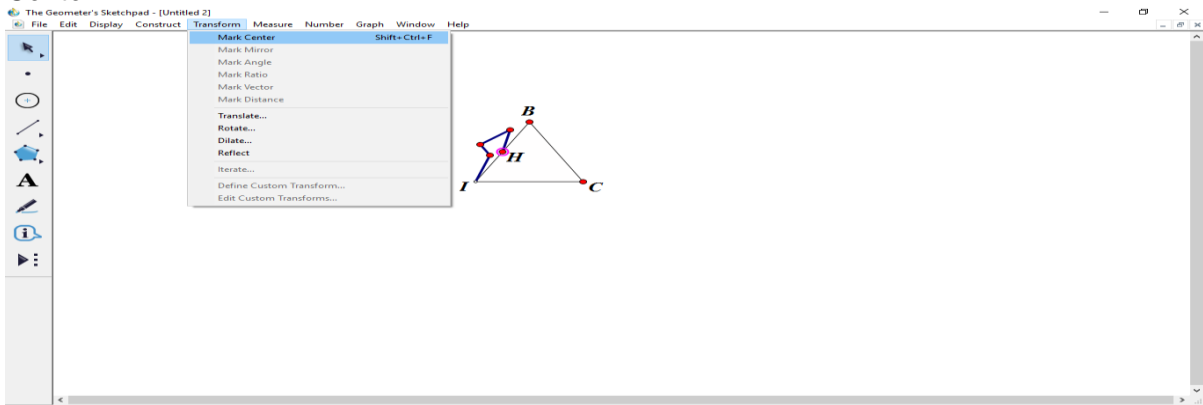 The Geometer's Sketchpad - [Untitled 2]
File Edit Display Construct Transform Measure Number Graph Window Help
Mark Center Shift+Ctrl+F
Mark Mirror
Mark Angle
Mark Ratio
Mark Vector
Mark Distance
Translate...
Rotate...
Dilate...
Reflect
Iterate...
Define Custom Transform...
Edit Custom Transforms...
A
B
H
I
C